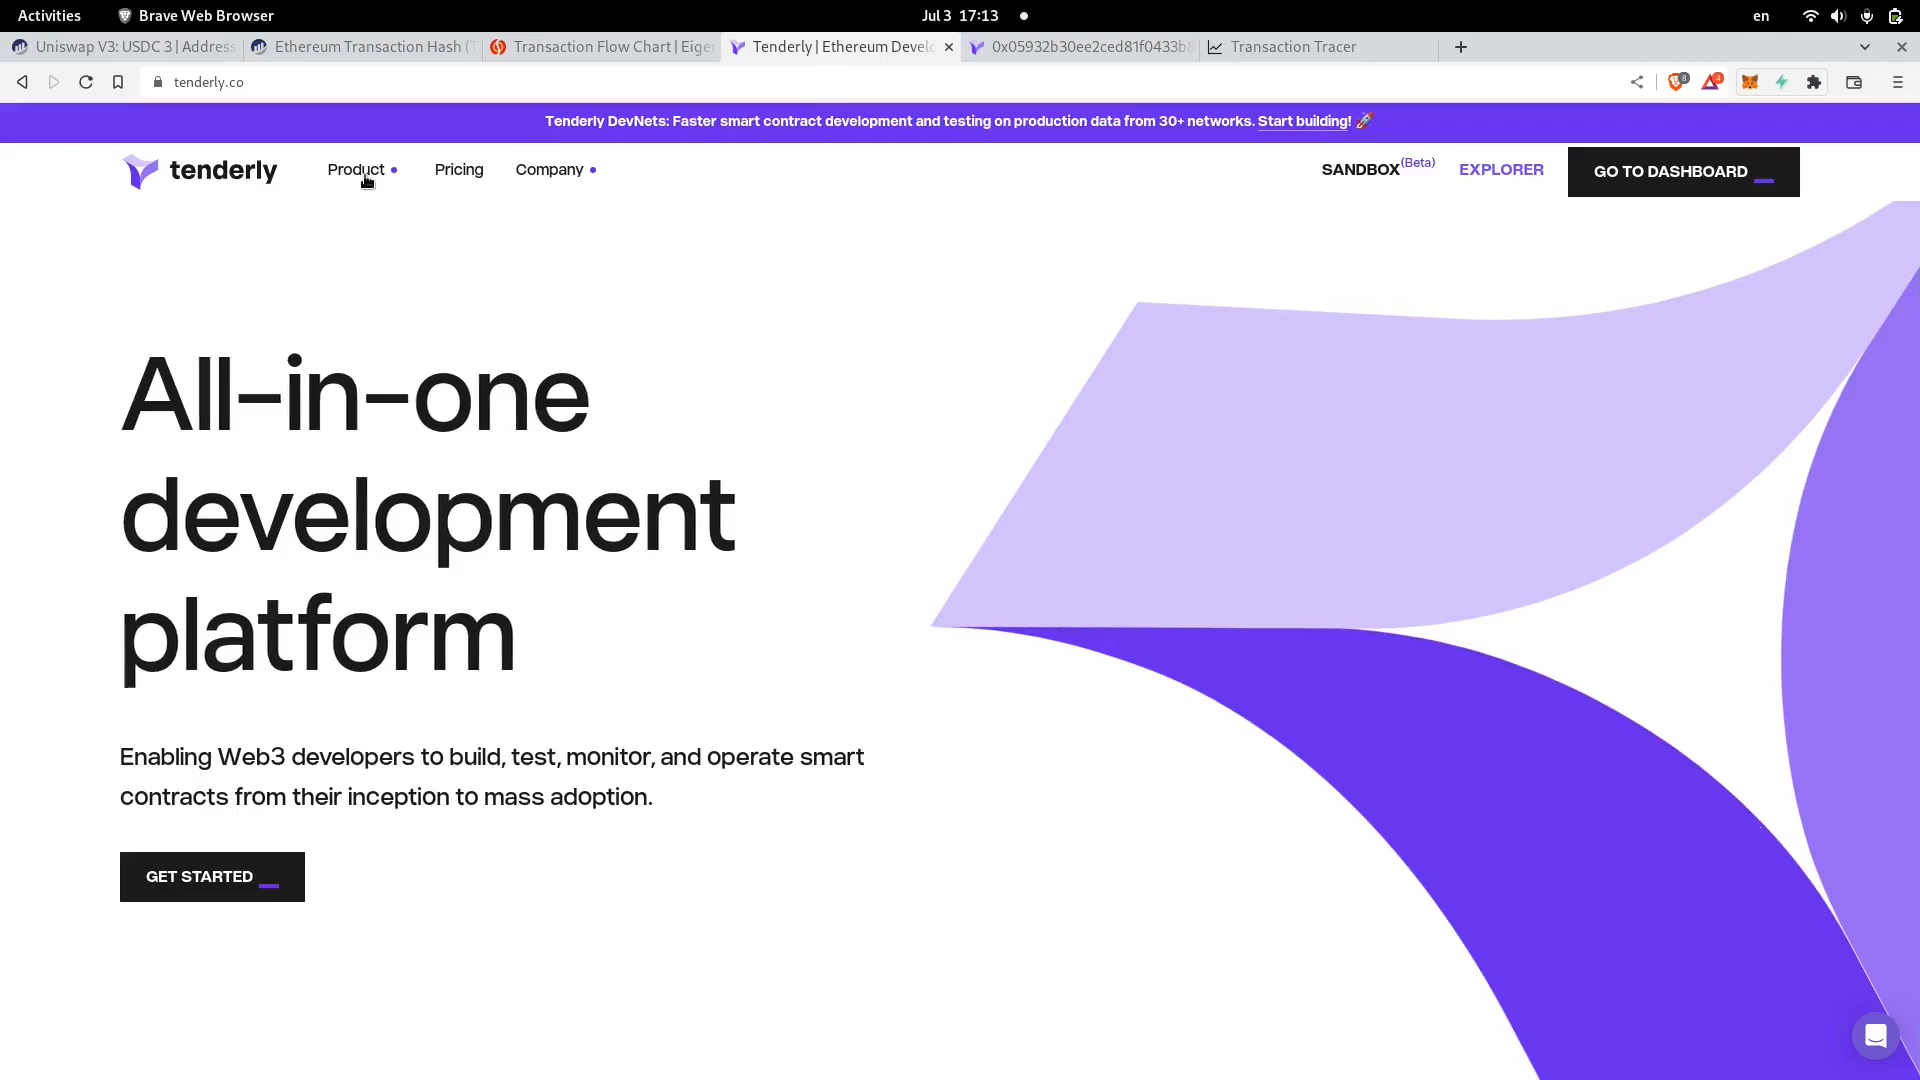 Activities
Brave Web Browser
Jul 3 17:13
en
Uniswap V3: USDC 3 | Address
Ethereum Transaction Hash (T
Transaction Flow Chart | Eige
Tenderly | Ethereum Develo
0x05932b30ee2ced81f0433b8
Transaction Tracer
tenderly.co
8
4
Tenderly DevNets: Faster smart contract development and testing on production data from 30+ networks. Start building! 🚀
tenderly
Product
Pricing
Company
SANDBOX(Beta)
EXPLORER
GO TO DASHBOARD
All-in-one
development
platform
Enabling Web3 developers to build, test, monitor, and operate smart
contracts from their inception to mass adoption.
GET STARTED